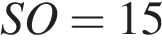 SO = 15